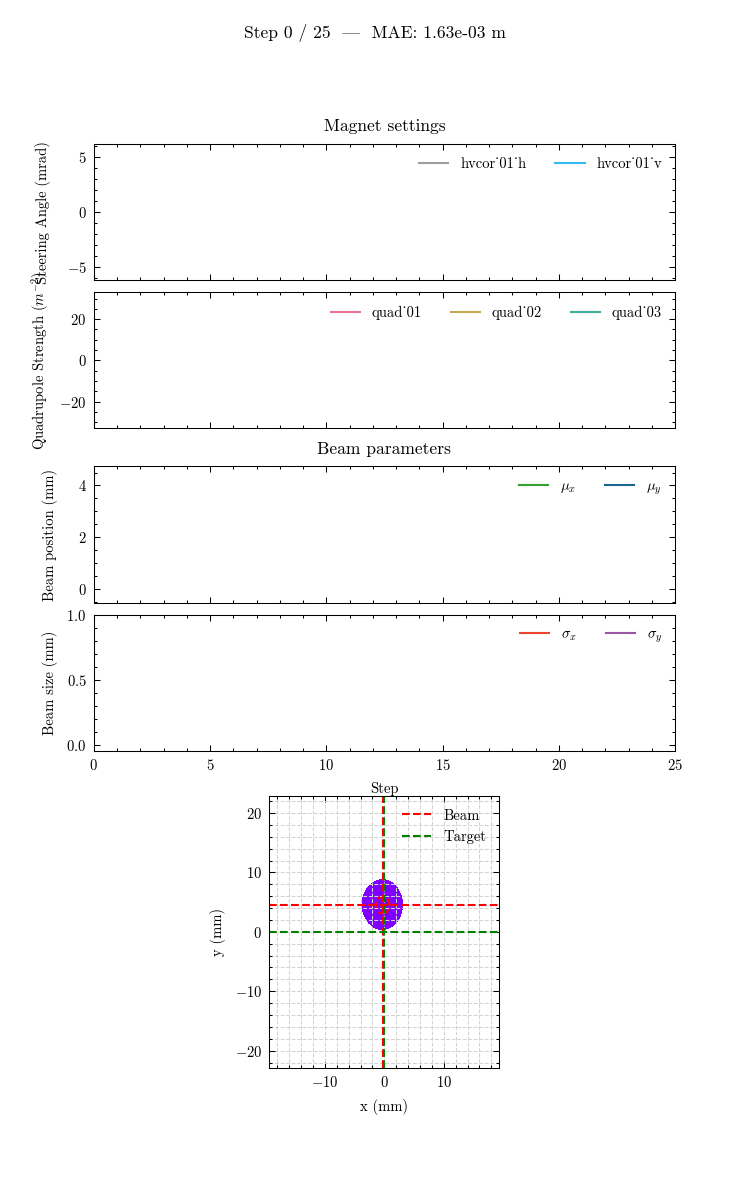 Step 0 / 25 — MAE: 1.63e-03 m
Magnet settings
Steering Angle (mrad)
5
0
−5
hvcor˙01˙h
hvcor˙01˙v
Quadrupole Strength (m⁻²)
20
0
−20
quad˙01
quad˙02
quad˙03
Beam parameters
Beam position (mm)
4
2
0
μx
μy
Beam size (mm)
1.0
0.5
0.0
σx
σy
0 5 10 15 20 25
Step
y (mm)
20
10
0
−10
−20
Beam
Target
−10 0 10
x (mm)